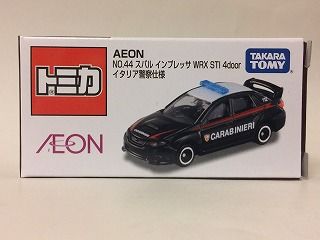 AEON
NO.44 スバル インプレッサ WRX STI 4door
イタリア警察仕様
TAKARA
TOMY
トミカ
ÆON
CARABINIERI